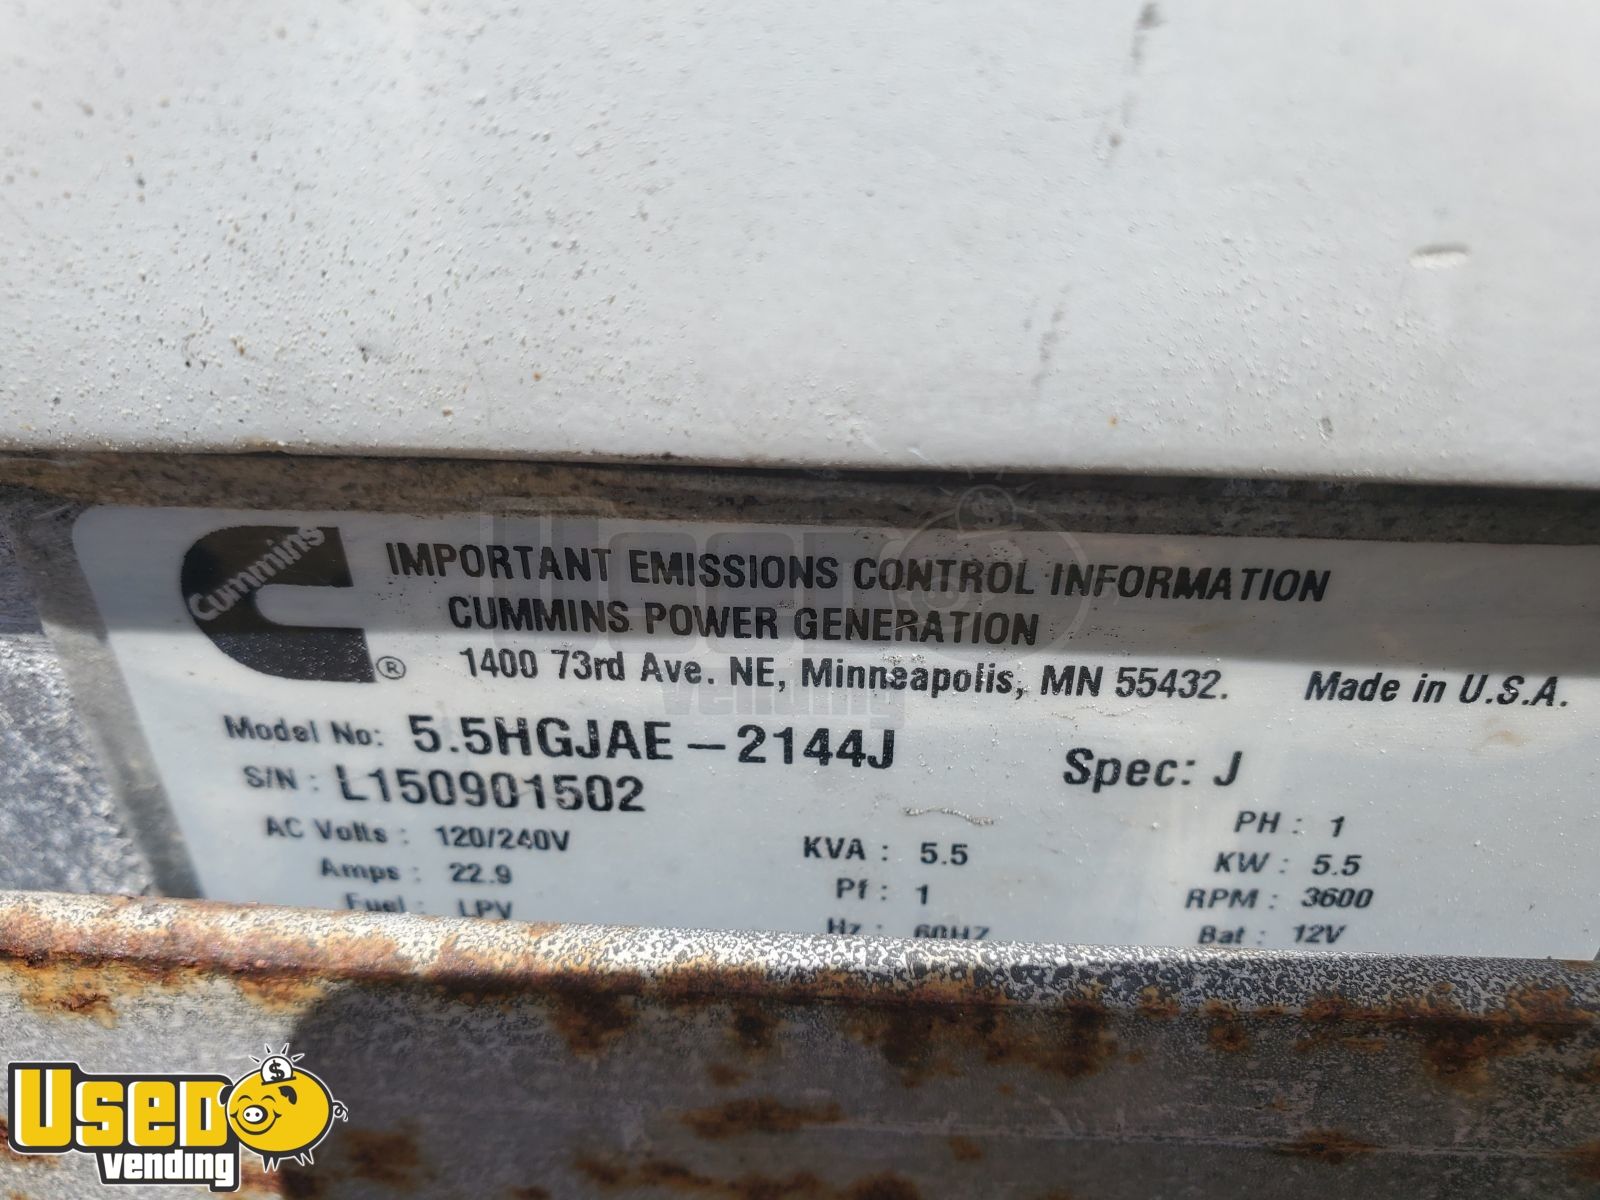 Cummins
®
IMPORTANT EMISSIONS CONTROL INFORMATION
CUMMINS POWER GENERATION
1400 73rd Ave. NE, Minneapolis, MN 55432. Made in U.S.A.
Model No: 5.5HGJAE-2144J Spec: J
S/N : L150901502
AC Volts : 120/240V KVA : 5.5 PH : 1
Amps : 22.9 Pf : 1 KW : 5.5
Fuel : LPV Hz : 60HZ RPM : 3600
Bat : 12V
Used
vending
$
Used
vending
$